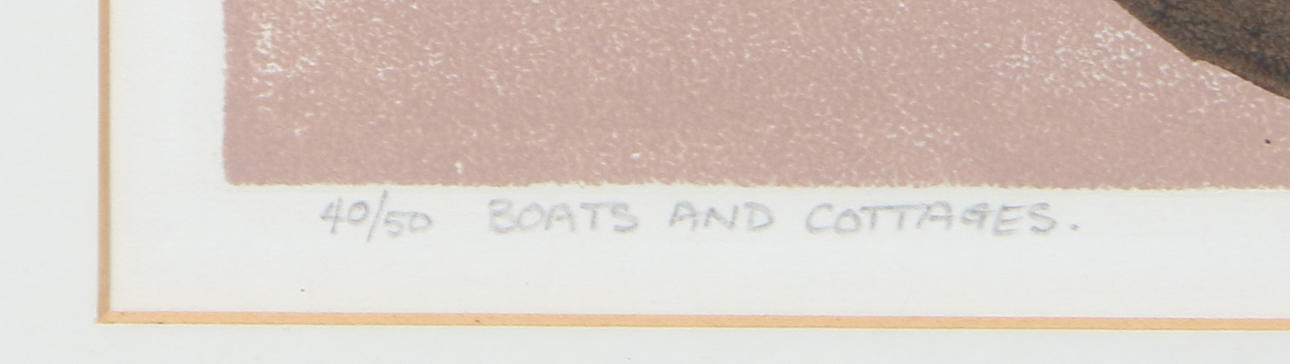 40/50 BOATS AND COTTAGES.